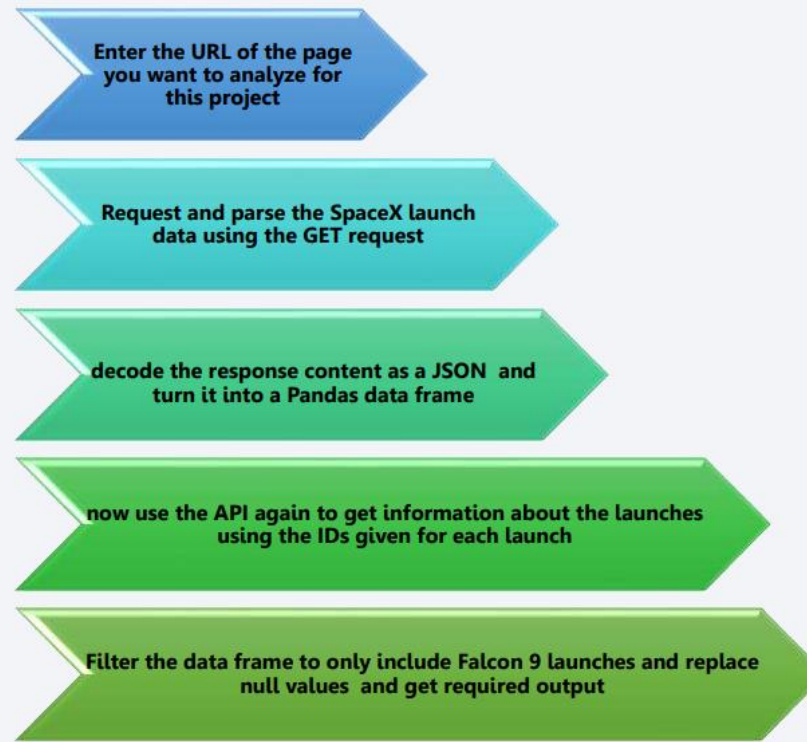 Enter the URL of the page
you want to analyze for
this project
Request and parse the SpaceX launch
data using the GET request
decode the response content as a JSON and
turn it into a Pandas data frame
now use the API again to get information about the launches
using the IDs given for each launch
Filter the data frame to only include Falcon 9 launches and replace
null values and get required output